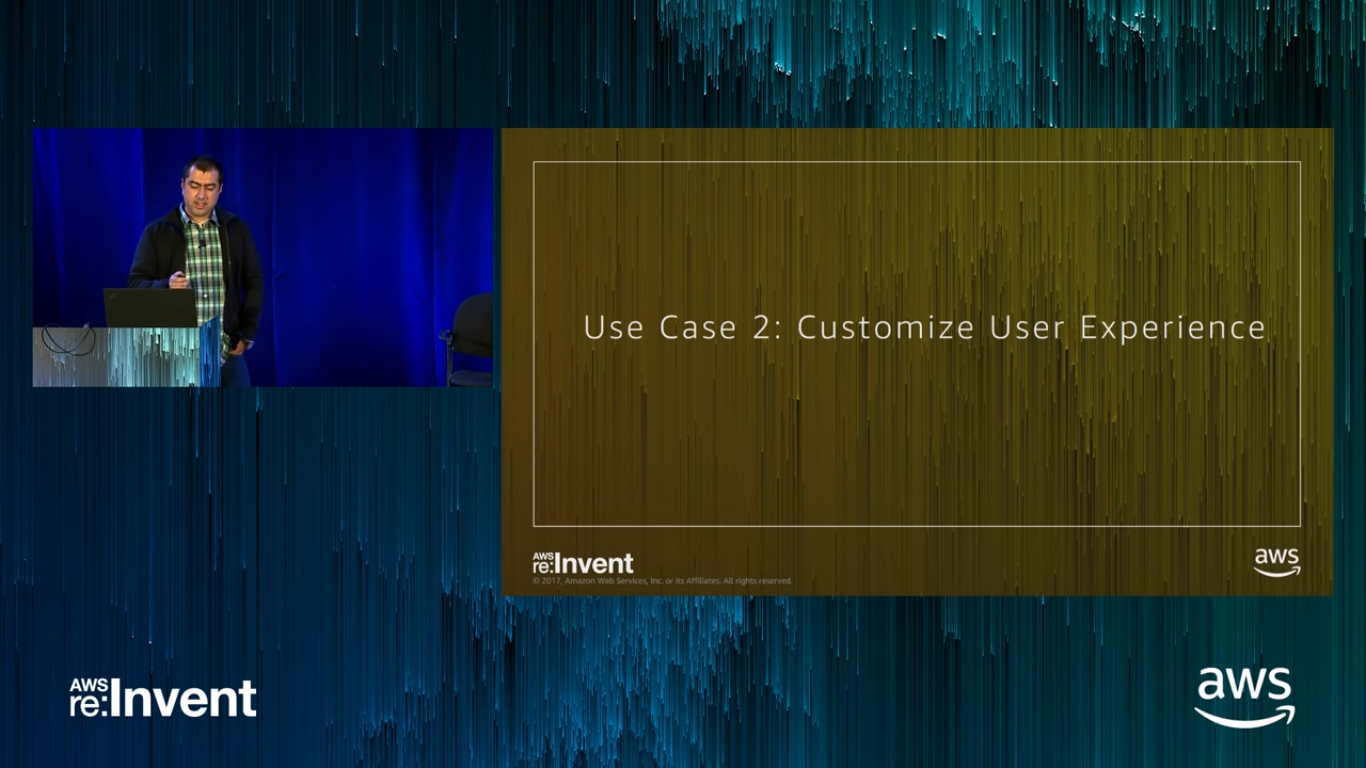 Use Case 2: Customize User Experience
AWS
re:Invent
aws
© 2017, Amazon Web Services, Inc. or its Affiliates. All rights reserved.
AWS
re:Invent
aws